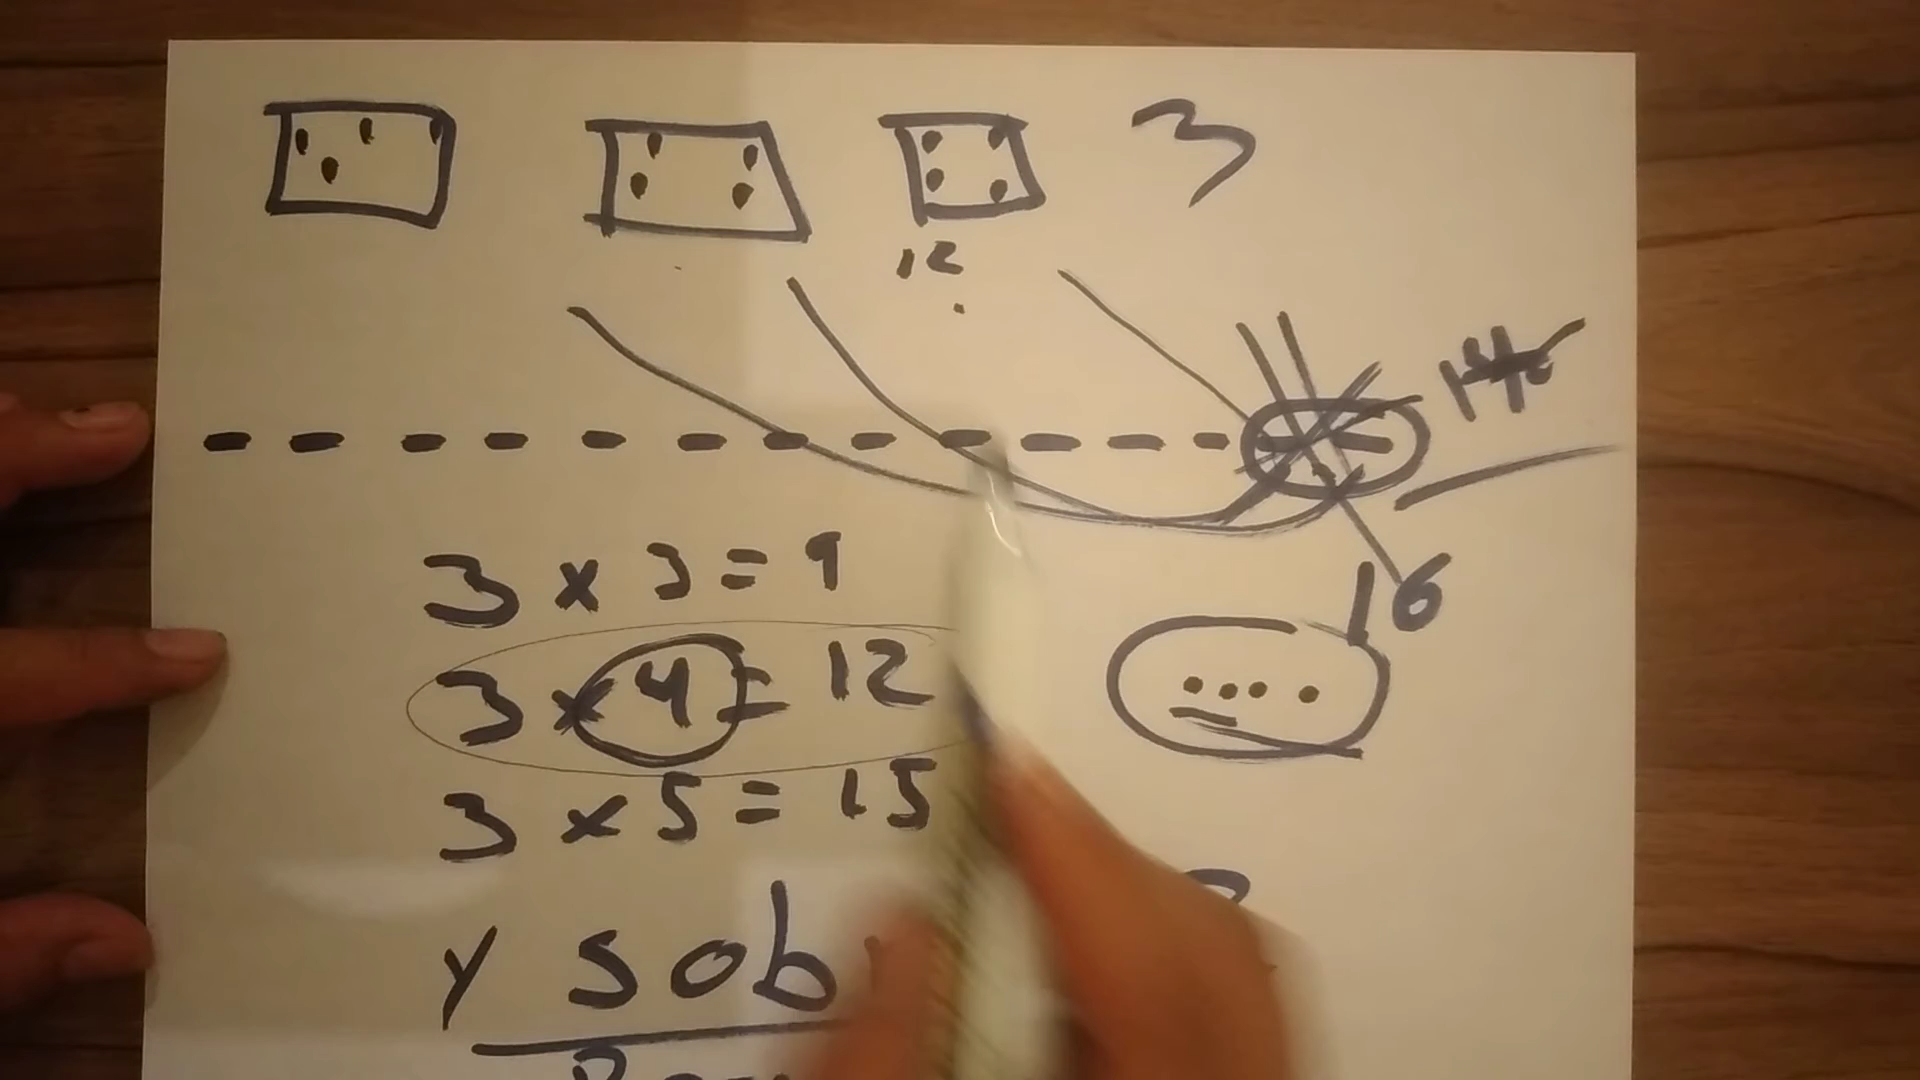 3
12
16
3 x 3 = 9
3 x 4 = 12
3 x 5 = 15
y sob